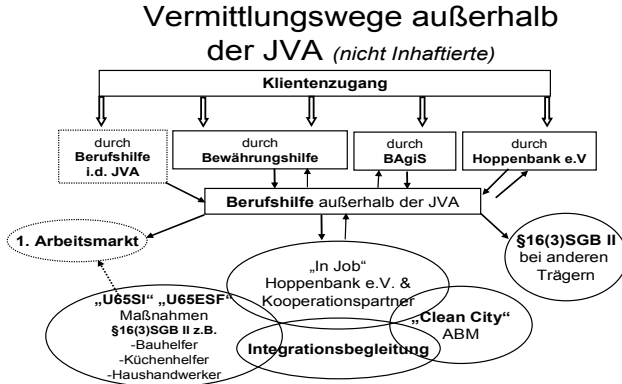 Vermittlungswege außerhalb
der JVA (nicht Inhaftierte)
Klientenzugang
durch
Berufshilfe
i.d. JVA
durch
Bewährungshilfe
durch
BAgiS
durch
Hoppenbank e.V
Berufshilfe außerhalb der JVA
1. Arbeitsmarkt
§16(3)SGB II
bei anderen
Trägern
„In Job“
Hoppenbank e.V. &
Kooperationspartner
„U65SI“ „U65ESF“
Maßnahmen
§16(3)SGB II z.B.
-Bauhelfer
-Küchenhelfer
-Haushandwerker
„Clean City“
ABM
Integrationsbegleitung